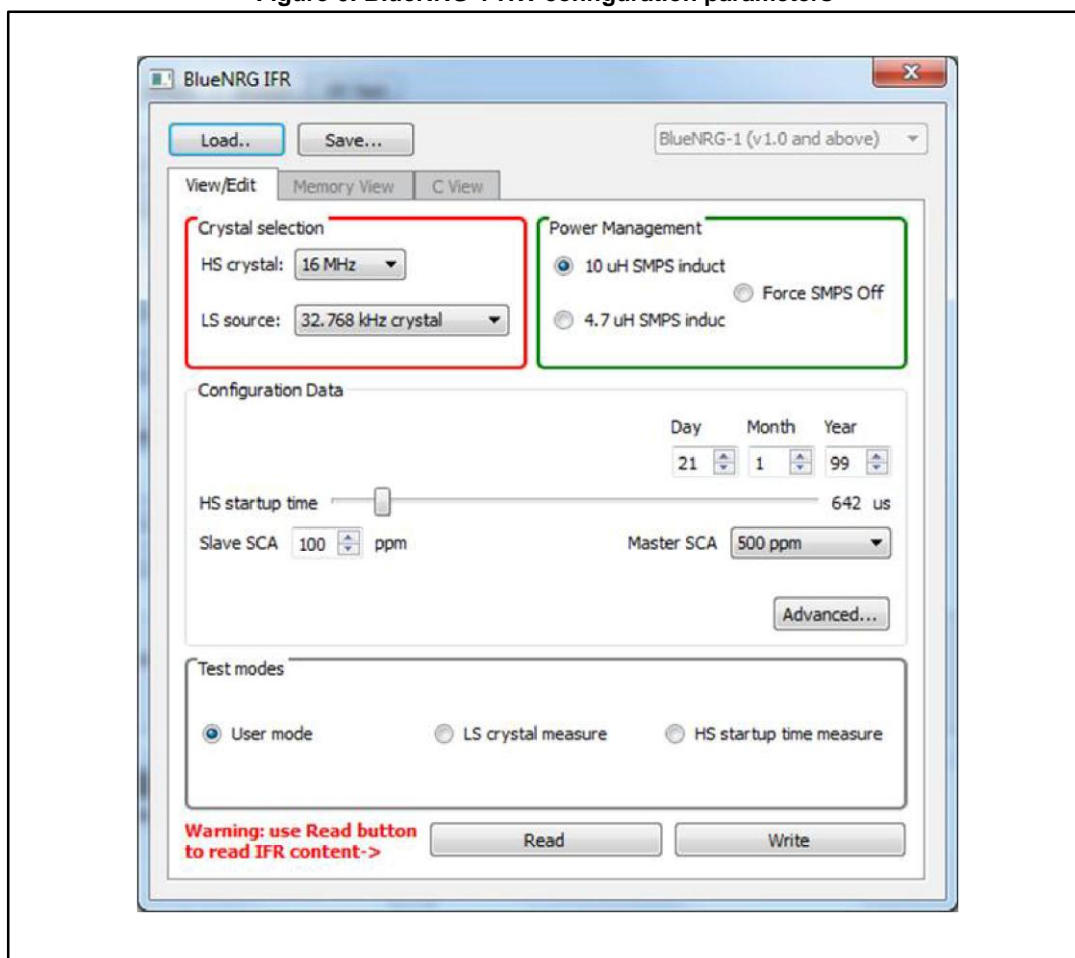 BlueNRG IFR
Load..
Save...
BlueNRG-1 (v1.0 and above)
View/Edit
Memory View
C View
Crystal selection
HS crystal:
16 MHz
LS source:
32.768 kHz crystal
Power Management
10 uH SMPS induct
Force SMPS Off
4.7 uH SMPS induc
Configuration Data
Day
Month
Year
21
1
99
HS startup time
642 us
Slave SCA
100
ppm
Master SCA
500 ppm
Advanced...
Test modes
User mode
LS crystal measure
HS startup time measure
Warning: use Read button
to read IFR content->
Read
Write